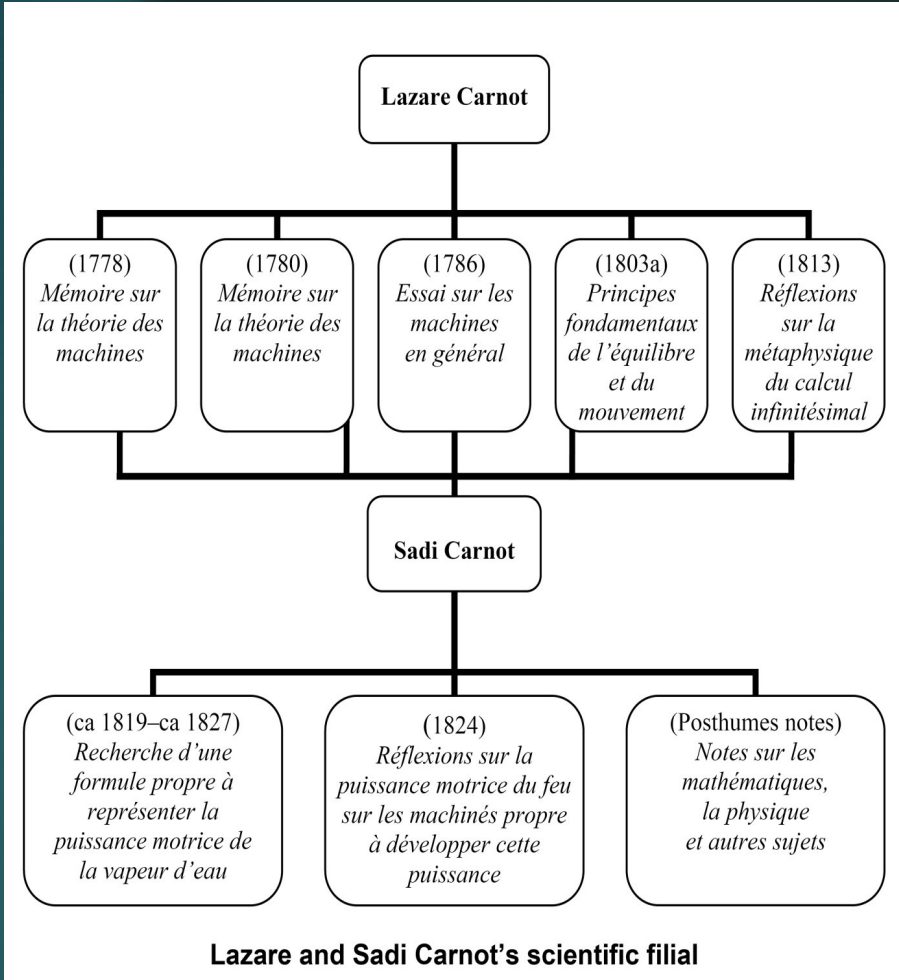 Lazare Carnot
(1778)
Mémoire sur
la théorie des
machines
(1780)
Mémoire sur
la théorie des
machines
(1786)
Essai sur les
machines
en général
(1803a)
Principes
fondamentaux
de l’équilibre
et du
mouvement
(1813)
Réflexions
sur la
métaphysique
du calcul
infinitésimal
Sadi Carnot
(ca 1819–ca 1827)
Recherche d’une
formule propre à
représenter la
puissance motrice de
la vapeur d’eau
(1824)
Réflexions sur la
puissance motrice du feu
sur les machinés propre
à développer cette
puissance
(Posthumes notes)
Notes sur les
mathématiques,
la physique
et autres sujets
Lazare and Sadi Carnot’s scientific filial